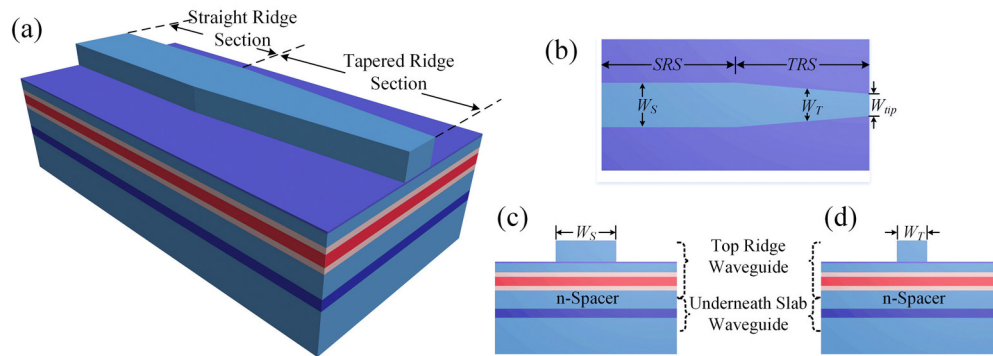 (a)
Straight Ridge
Section
Tapered Ridge
Section
(b)
SRS
TRS
W_S
W_T
W_tip
(c)
W_S
Top Ridge
Waveguide
n-Spacer
Underneath Slab
Waveguide
(d)
W_T
n-Spacer